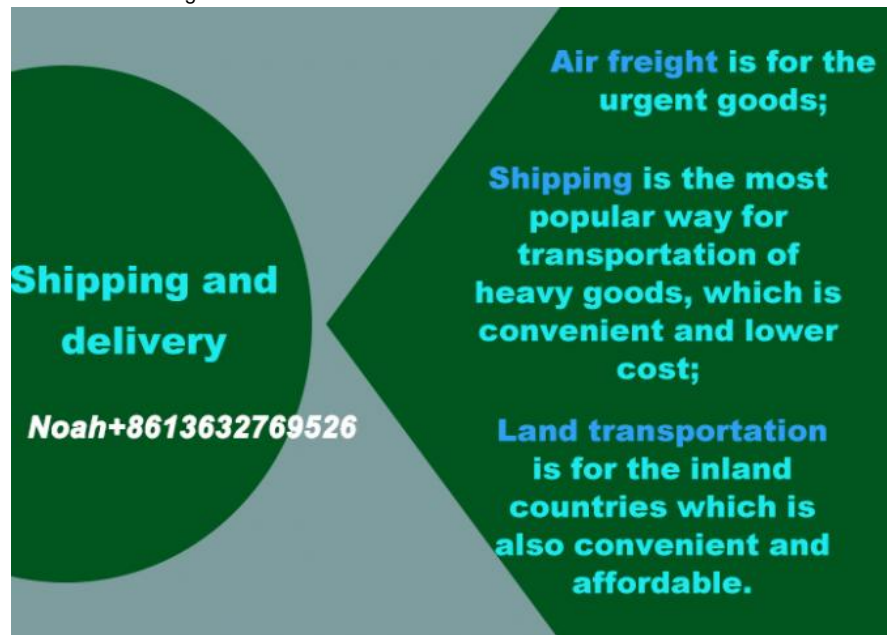 Shipping and
delivery
Noah+8613632769526
Air freight is for the
urgent goods;
Shipping is the most
popular way for
transportation of
heavy goods, which is
convenient and lower
cost;
Land transportation
is for the inland
countries which is
also convenient and
affordable.